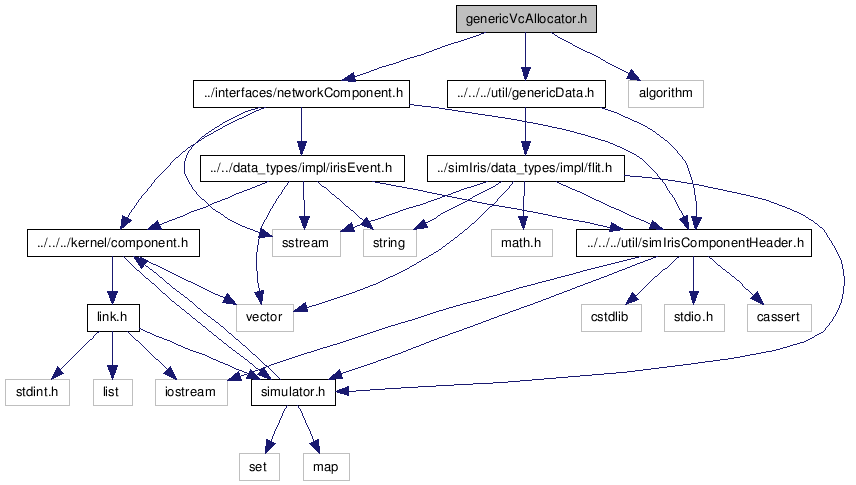 genericVcAllocator.h
../interfaces/networkComponent.h
../../../util/genericData.h
algorithm
../../data_types/impl/irisEvent.h
../simIris/data_types/impl/flit.h
../../../kernel/component.h
sstream
string
math.h
../../../util/simIrisComponentHeader.h
link.h
vector
cstdlib
stdio.h
cassert
stdint.h
list
iostream
simulator.h
set
map